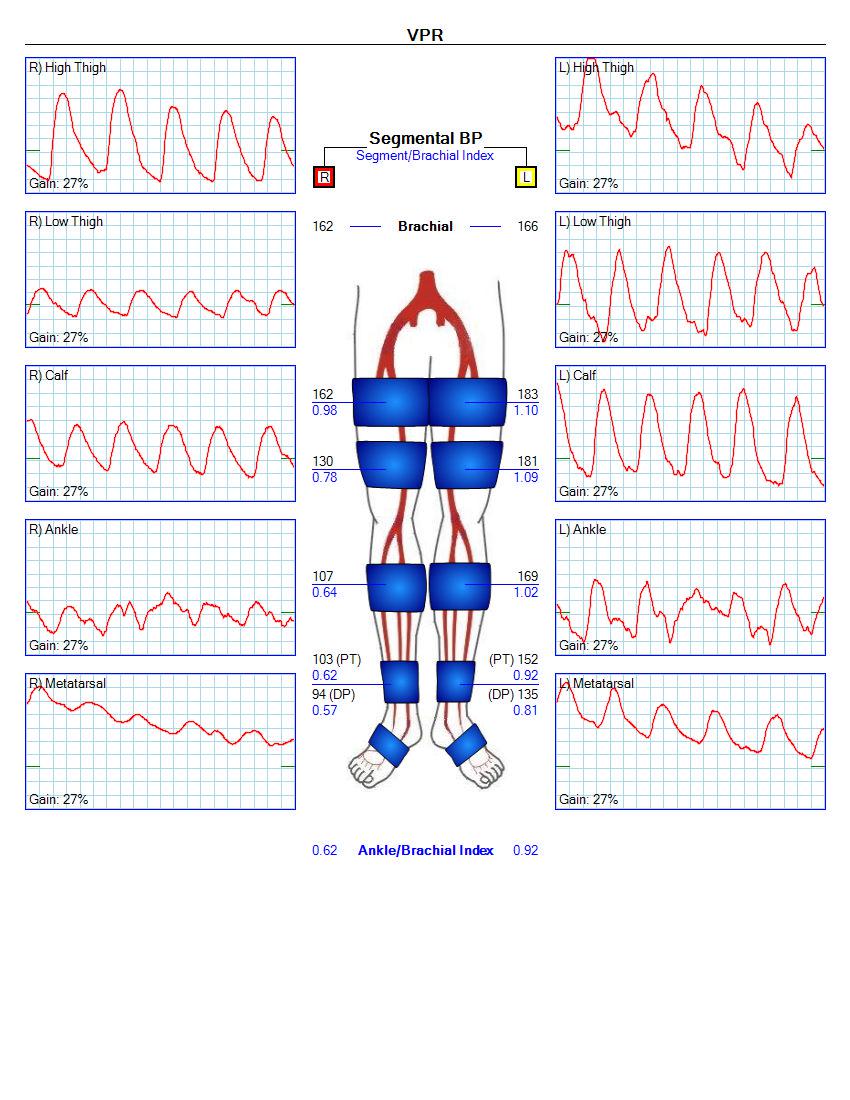 VPR
R) High Thigh
Gain: 27%
R) Low Thigh
Gain: 27%
R) Calf
Gain: 27%
R) Ankle
Gain: 27%
R) Metatarsal
Gain: 27%
Segmental BP
Segment/Brachial Index
R L
162 Brachial 166
162 183
0.98 1.10
130 181
0.78 1.09
107 169
0.64 1.02
103 (PT) (PT) 152
0.62 0.92
94 (DP) (DP) 135
0.57 0.81
0.62 Ankle/Brachial Index 0.92
L) High Thigh
Gain: 27%
L) Low Thigh
Gain: 27%
L) Calf
Gain: 27%
L) Ankle
Gain: 27%
L) Metatarsal
Gain: 27%